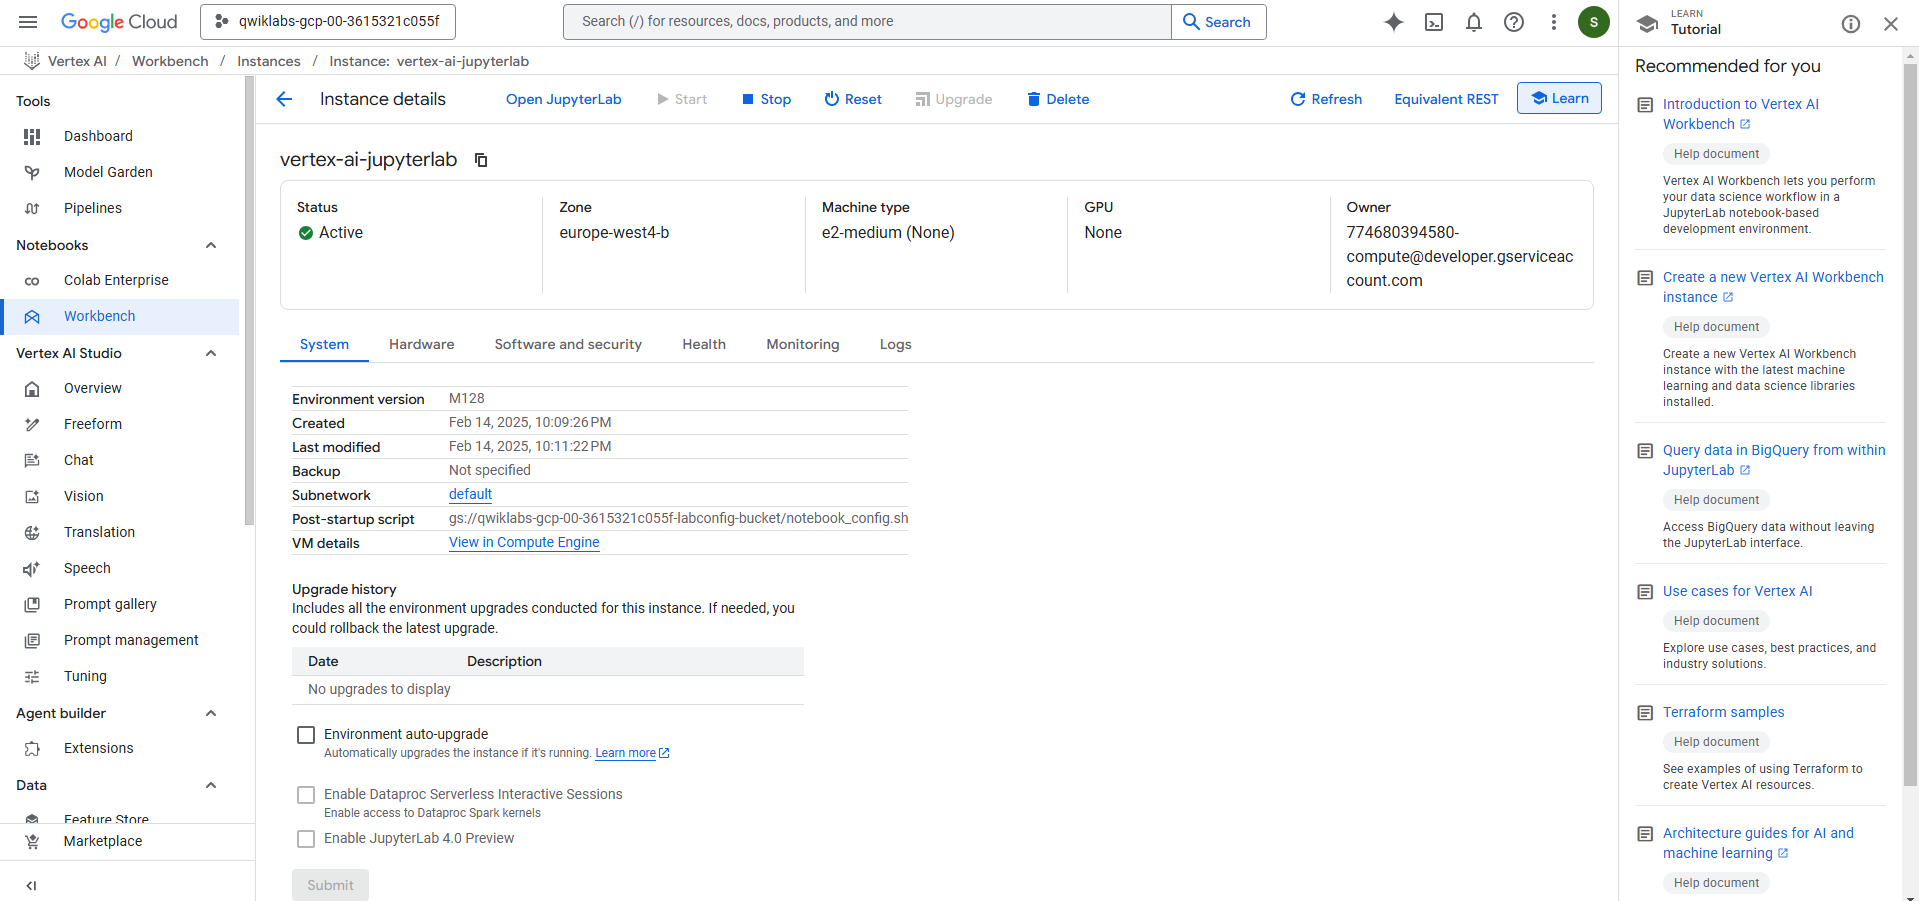 Google Cloud
qwiklabs-gcp-00-3615321c055f
Search (/) for resources, docs, products, and more
Search
S
LEARN
Tutorial
Vertex AI / Workbench / Instances / Instance: vertex-ai-jupyterlab
Tools
Dashboard
Model Garden
Pipelines
Notebooks
Colab Enterprise
Workbench
Vertex AI Studio
Overview
Freeform
Chat
Vision
Translation
Speech
Prompt gallery
Prompt management
Tuning
Agent builder
Extensions
Data
Feature Store
Marketplace
Instance details
Open JupyterLab
Start
Stop
Reset
Upgrade
Delete
Refresh
Equivalent REST
Learn
vertex-ai-jupyterlab
Status
Active
Zone
europe-west4-b
Machine type
e2-medium (None)
GPU
None
Owner
774680394580-
compute@developer.gserviceac
count.com
System
Hardware
Software and security
Health
Monitoring
Logs
Environment version M128
Created Feb 14, 2025, 10:09:26 PM
Last modified Feb 14, 2025, 10:11:22 PM
Backup Not specified
Subnetwork default
Post-startup script gs://qwiklabs-gcp-00-3615321c055f-labconfig-bucket/notebook_config.sh
VM details View in Compute Engine
Upgrade history
Includes all the environment upgrades conducted for this instance. If needed, you
could rollback the latest upgrade.
Date Description
No upgrades to display
Environment auto-upgrade
Automatically upgrades the instance if it's running. Learn more
Enable Dataproc Serverless Interactive Sessions
Enable access to Dataproc Spark kernels
Enable JupyterLab 4.0 Preview
Submit
Recommended for you
Introduction to Vertex AI
Workbench
Help document
Vertex AI Workbench lets you perform
your data science workflow in a
JupyterLab notebook-based
development environment.
Create a new Vertex AI Workbench
instance
Help document
Create a new Vertex AI Workbench
instance with the latest machine
learning and data science libraries
installed.
Query data in BigQuery from within
JupyterLab
Help document
Access BigQuery data without leaving
the JupyterLab interface.
Use cases for Vertex AI
Help document
Explore use cases, best practices, and
industry solutions.
Terraform samples
Help document
See examples of using Terraform to
create Vertex AI resources.
Architecture guides for AI and
machine learning
Help document